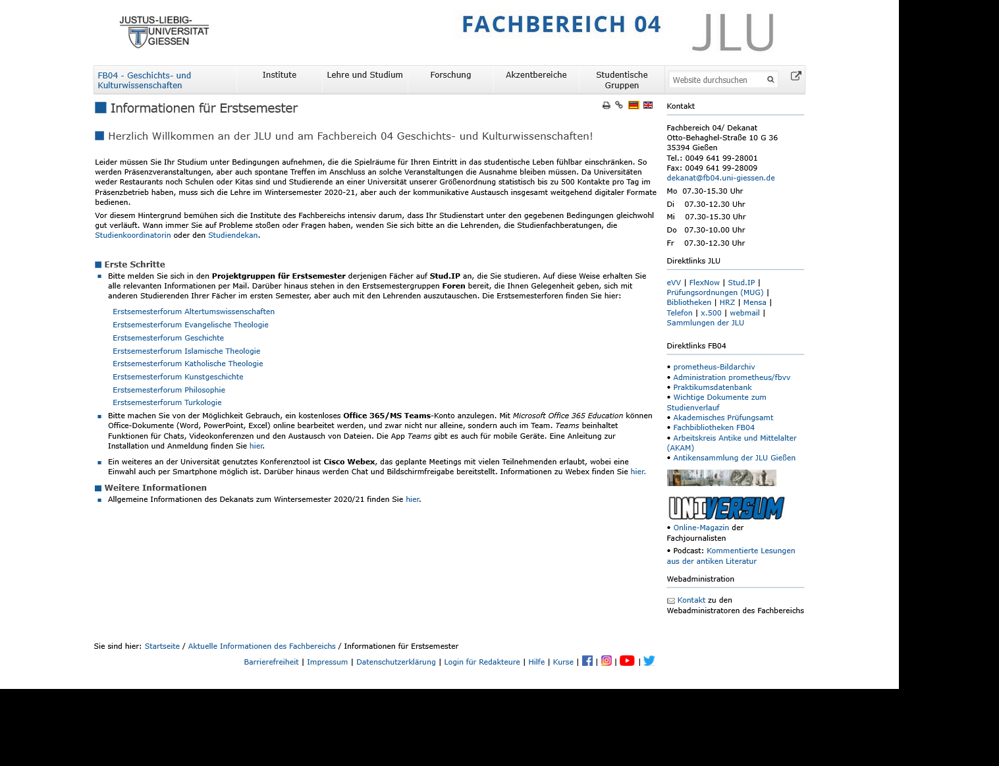 JUSTUS-LIEBIG-
UNIVERSITÄT
GIESSEN
FACHBEREICH 04
JLU
FB04 - Geschichts- und
Kulturwissenschaften
Institute
Lehre und Studium
Forschung
Akzentbereiche
Studentische
Gruppen
Website durchsuchen
Informationen für Erstsemester
Herzlich Willkommen an der JLU und am Fachbereich 04 Geschichts- und Kulturwissenschaften!
Leider müssen Sie Ihr Studium unter Bedingungen aufnehmen, die die Spielräume für Ihren Eintritt in das studentische Leben fühlbar einschränken. So
werden Präsenzveranstaltungen, aber auch spontane Treffen im Anschluss an solche Veranstaltungen die Ausnahme bleiben müssen. Da Universitäten
weder Restaurants noch Schulen oder Kitas sind und Studierende an einer Universität unserer Größenordnung statistisch bis zu 500 Kontakte pro Tag im
Präsenzbetrieb haben, muss sich die Lehre im Wintersemester 2020-21, aber auch der kommunikative Austausch insgesamt weitgehend digitaler Formate
bedienen.
Vor diesem Hintergrund bemühen sich die Institute des Fachbereichs intensiv darum, dass Ihr Studienstart unter den gegebenen Bedingungen gleichwohl
gut verläuft. Wann immer Sie auf Probleme stoßen oder Fragen haben, wenden Sie sich bitte an die Lehrenden, die Studienfachberatungen, die
Studienkoordinatorin oder den Studiendekan.
Erste Schritte
Bitte melden Sie sich in den Projektgruppen für Erstsemester derjenigen Fächer auf Stud.IP an, die Sie studieren. Auf diese Weise erhalten Sie
alle relevanten Informationen per Mail. Darüber hinaus stehen in den Erstsemestergruppen Foren bereit, die Ihnen Gelegenheit geben, sich mit
anderen Studierenden Ihrer Fächer im ersten Semester, aber auch mit den Lehrenden auszutauschen. Die Erstsemesterforen finden Sie hier:
Erstsemesterforum Altertumswissenschaften
Erstsemesterforum Evangelische Theologie
Erstsemesterforum Geschichte
Erstsemesterforum Islamische Theologie
Erstsemesterforum Katholische Theologie
Erstsemesterforum Kunstgeschichte
Erstsemesterforum Philosophie
Erstsemesterforum Turkologie
Bitte machen Sie von der Möglichkeit Gebrauch, ein kostenloses Office 365/MS Teams-Konto anzulegen. Mit Microsoft Office 365 Education können
Office-Dokumente (Word, PowerPoint, Excel) online bearbeitet werden, und zwar nicht nur alleine, sondern auch im Team. Teams beinhaltet
Funktionen für Chats, Videokonferenzen und den Austausch von Dateien. Die App Teams gibt es auch für mobile Geräte. Eine Anleitung zur
Installation und Anmeldung finden Sie hier.
Ein weiteres an der Universität genutztes Konferenztool ist Cisco Webex, das geplante Meetings mit vielen Teilnehmenden erlaubt, wobei eine
Einwahl auch per Smartphone möglich ist. Darüber hinaus werden Chat und Bildschirmfreigabe bereitstellt. Informationen zu Webex finden Sie hier.
Weitere Informationen
Allgemeine Informationen des Dekanats zum Wintersemester 2020/21 finden Sie hier.
Kontakt
Fachbereich 04/ Dekanat
Otto-Behaghel-Straße 10 G 36
35394 Gießen
Tel.: 0049 641 99-28001
Fax: 0049 641 99-28009
dekanat@fb04.uni-giessen.de
Mo 07.30-15.30 Uhr
Di 07.30-12.30 Uhr
Mi 07.30-15.30 Uhr
Do 07.30-10.00 Uhr
Fr 07.30-12.30 Uhr
Direktlinks JLU
eVV | FlexNow | Stud.IP |
Prüfungsordnungen (MUG) |
Bibliotheken | HRZ | Mensa |
Telefon | x.500 | webmail |
Sammlungen der JLU
Direktlinks FB04
• prometheus-Bildarchiv
• Administration prometheus/fbvv
• Praktikumsdatenbank
• Wichtige Dokumente zum
Studienverlauf
• Akademisches Prüfungsamt
• Fachbibliotheken FB04
• Arbeitskreis Antike und Mittelalter
(AKAM)
• Antikensammlung der JLU Gießen
UNIVERSUM
• Online-Magazin der
Fachjournalisten
• Podcast: Kommentierte Lesungen
aus der antiken Literatur
Webadministration
Kontakt zu den
Webadministratoren des Fachbereichs
Sie sind hier: Startseite / Aktuelle Informationen des Fachbereichs / Informationen für Erstsemester
Barrierefreiheit | Impressum | Datenschutzerklärung | Login für Redakteure | Hilfe | Kurse | | | |